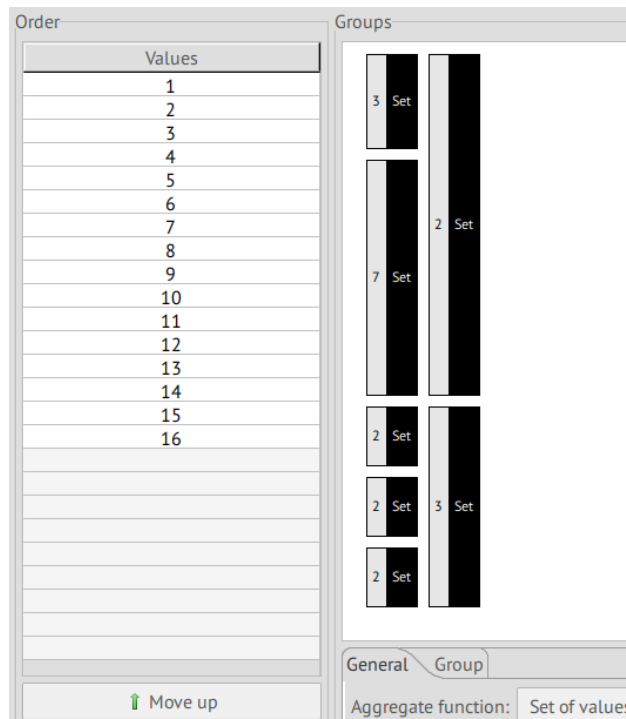 Order
Groups
Values
1
2
3
4
5
6
7
8
9
10
11
12
13
14
15
16
3 Set
2 Set
7 Set
2 Set
2 Set
3 Set
2 Set
General
Group
Move up
Aggregate function:
Set of values